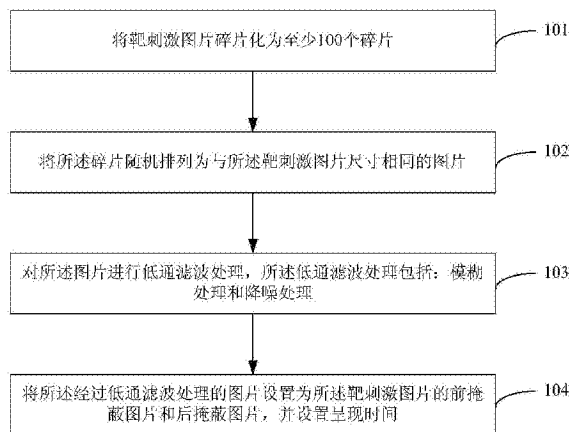 将靶刺激图片碎片化为至少100个碎片
101
将所述碎片随机排列为与所述靶刺激图片尺寸相同的图片
102
对所述图片进行低通滤波处理，所述低通滤波处理包括：模糊
处理和降噪处理
103
将所述经过低通滤波处理的图片设置为所述靶刺激图片的前掩
蔽图片和后掩蔽图片，并设置呈现时间
104